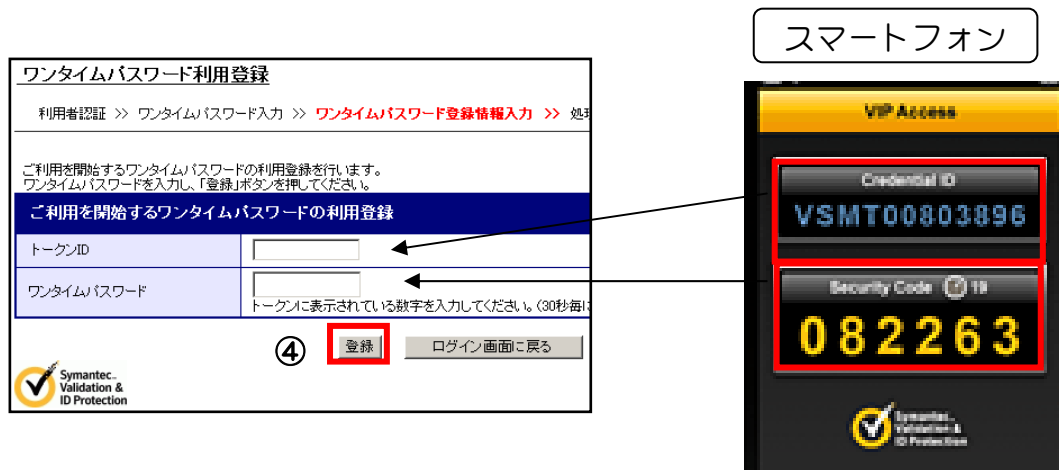 スマートフォン
ワンタイムパスワード利用登録
利用者認証 >> ワンタイムパスワード入力 >> ワンタイムパスワード登録情報入力 >> 処理
ご利用を開始するワンタイムパスワードの利用登録を行います。
ワンタイムパスワードを入力し、「登録」ボタンを押してください。
ご利用を開始するワンタイムパスワードの利用登録
トークンID
ワンタイムパスワード
トークンに表示されている数字を入力してください。(30秒毎に
④ 登録 ログイン画面に戻る
Symantec™
Validation &
ID Protection
VIP Access
Credential ID
VSMT00803896
Security Code 19
082263
Symantec™
Validation &
ID Protection